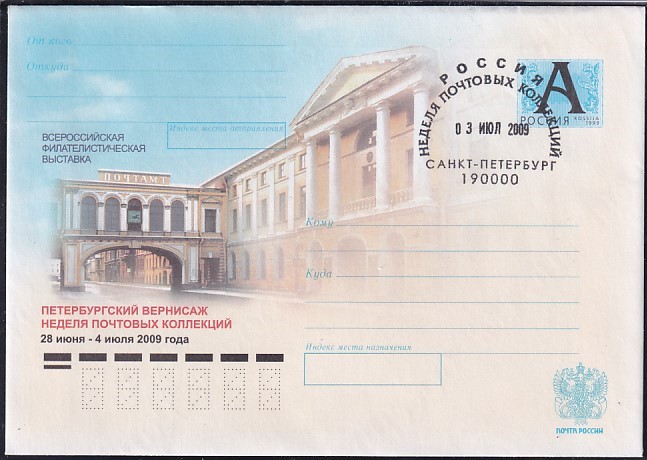 От кого
Откуда
Индекс места отправления
ВСЕРОССИЙСКАЯ
ФИЛАТЕЛИСТИЧЕСКАЯ
ВЫСТАВКА
ПОЧТАМТ
РОССИЯ
НЕДЕЛЯ ПОЧТОВЫХ КОЛЛЕКЦИЙ
03 ИЮЛ 2009
САНКТ-ПЕТЕРБУРГ
190000
А
РОССИЯ ROSSIJA
1999
Кому
Куда
Индекс места назначения
ПЕТЕРБУРГСКИЙ ВЕРНИСАЖ
НЕДЕЛЯ ПОЧТОВЫХ КОЛЛЕКЦИЙ
28 июня - 4 июля 2009 года
ПОЧТА РОССИИ